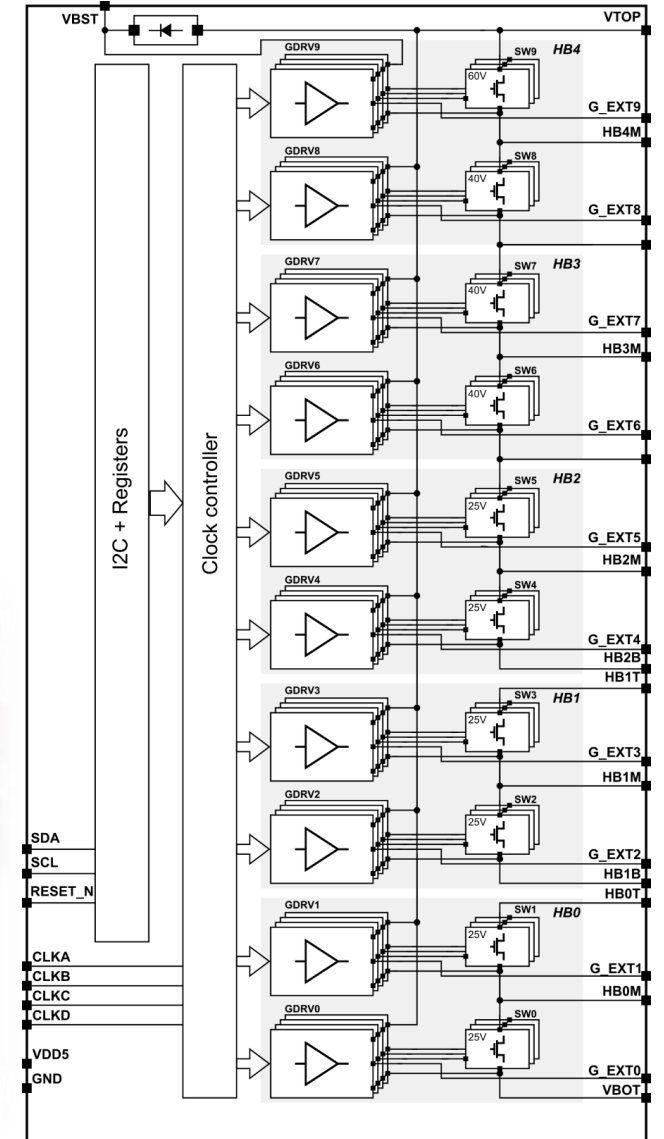 VBST
VTOP
GDRV9
SW9
HB4
60V
G_EXT9
HB4M
GDRV8
SW8
40V
G_EXT8
GDRV7
SW7
HB3
40V
G_EXT7
HB3M
GDRV6
SW6
40V
G_EXT6
I2C + Registers
Clock controller
GDRV5
SW5
HB2
25V
G_EXT5
HB2M
GDRV4
SW4
25V
G_EXT4
HB2B
HB1T
GDRV3
SW3
HB1
25V
G_EXT3
HB1M
GDRV2
SW2
25V
SDA
SCL
G_EXT2
HB1B
RESET_N
HB0T
GDRV1
SW1
HB0
25V
CLKA
G_EXT1
CLKB
HB0M
CLKC
CLKD
GDRV0
SW0
25V
VDD5
G_EXT0
GND
VBOT